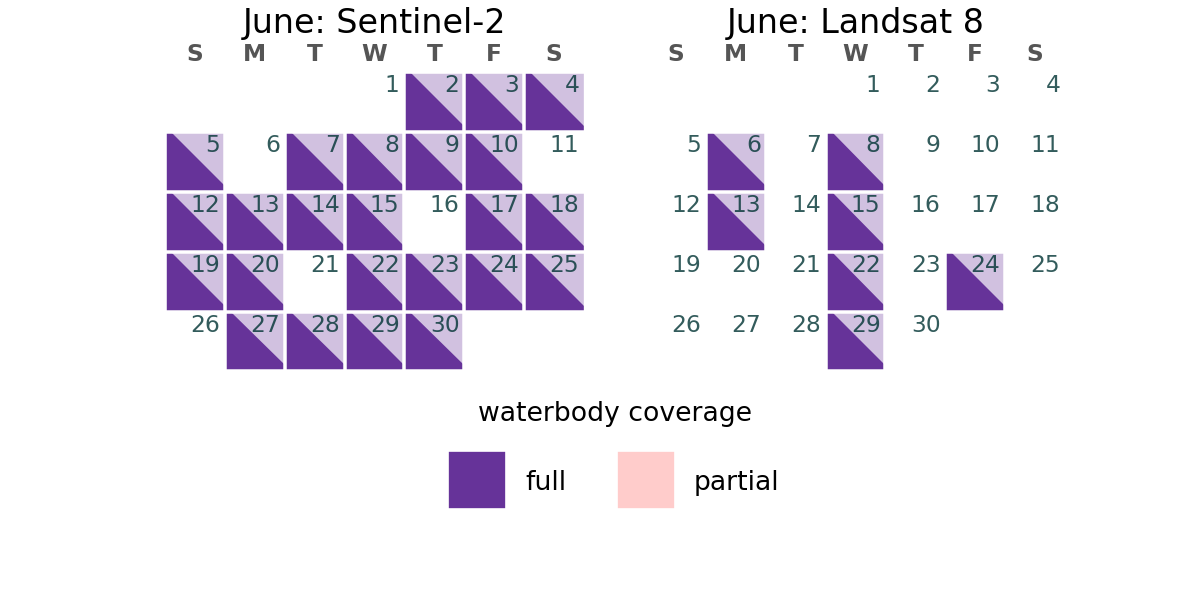 June: Sentinel-2
S M T W T F S
1 2 3 4
5 6 7 8 9 10 11
12 13 14 15 16 17 18
19 20 21 22 23 24 25
26 27 28 29 30
June: Landsat 8
S M T W T F S
1 2 3 4
5 6 7 8 9 10 11
12 13 14 15 16 17 18
19 20 21 22 23 24 25
26 27 28 29 30
waterbody coverage
full partial